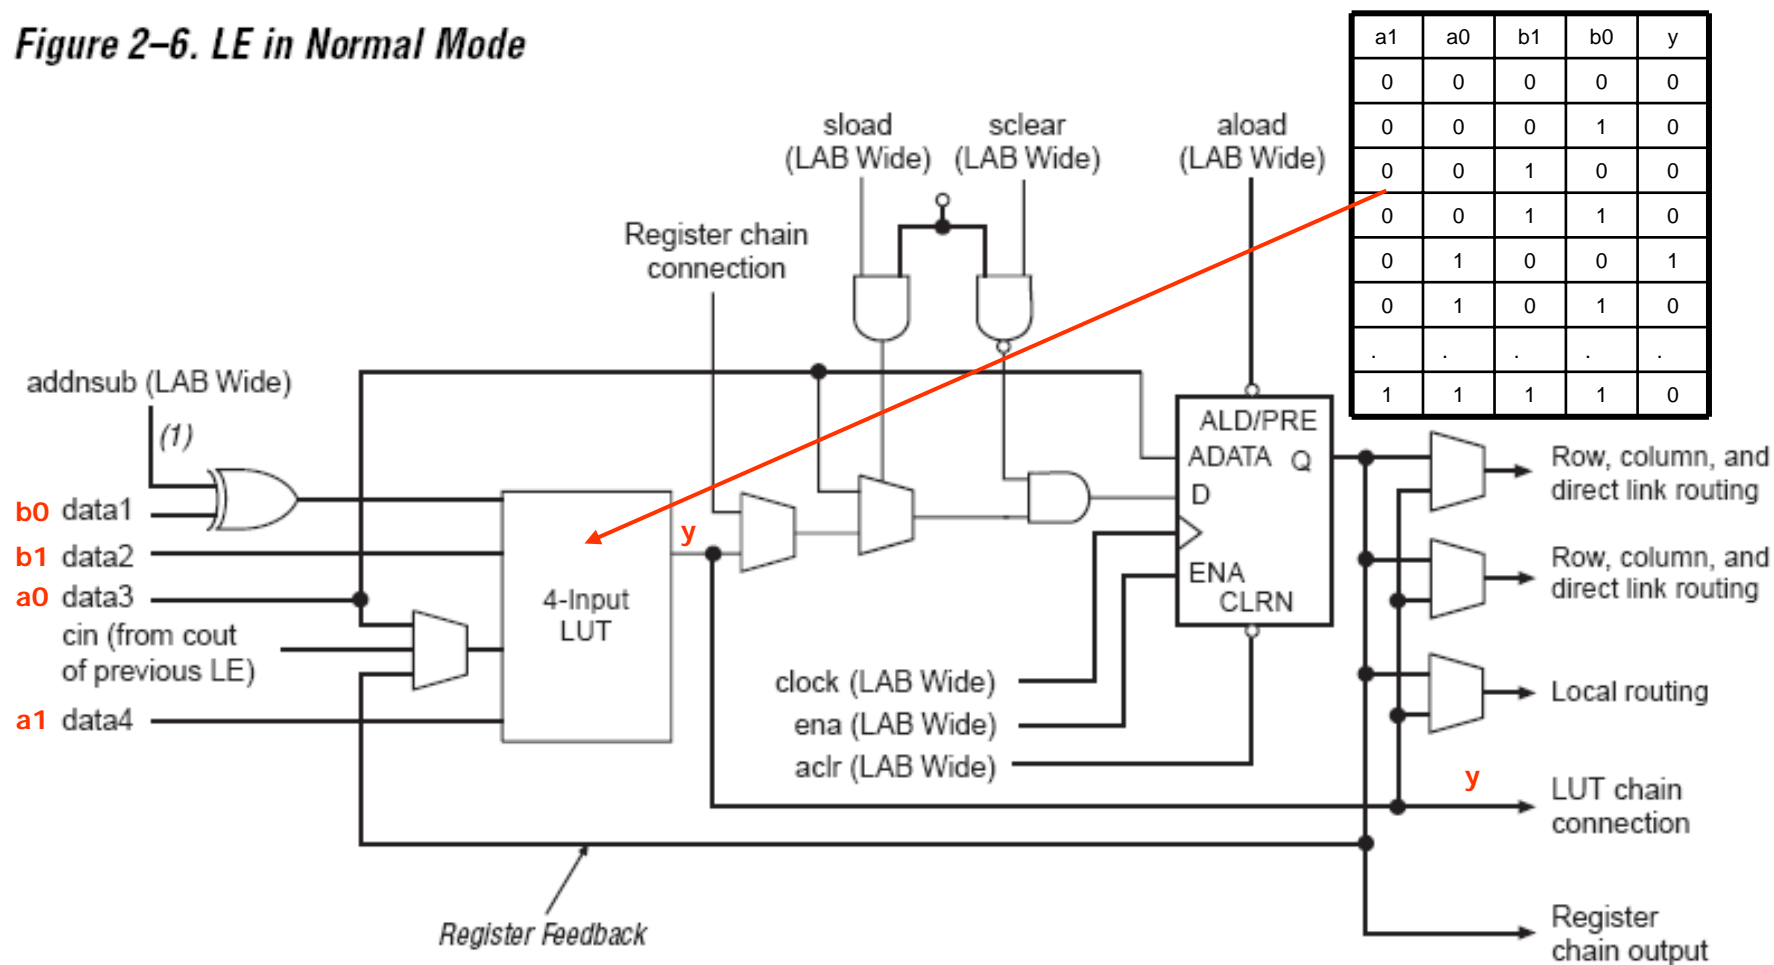 Figure 2–6. LE in Normal Mode
a1 a0 b1 b0 y
0 0 0 0 0
0 0 0 1 0
0 0 1 0 0
0 0 1 1 0
0 1 0 0 1
0 1 0 1 0
. . . . .
1 1 1 1 0
sload
(LAB Wide)
sclear
(LAB Wide)
aload
(LAB Wide)
Register chain
connection
addnsub (LAB Wide)
(1)
b0 data1
b1 data2
a0 data3
cin (from cout
of previous LE)
a1 data4
4-Input
LUT
y
ALD/PRE
ADATA Q
D
ENA
CLRN
clock (LAB Wide)
ena (LAB Wide)
aclr (LAB Wide)
Row, column, and
direct link routing
Row, column, and
direct link routing
Local routing
y
LUT chain
connection
Register Feedback
Register
chain output